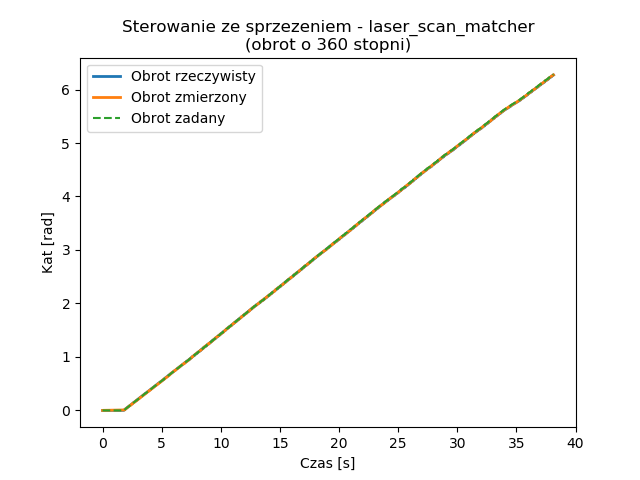 Sterowanie ze sprzezeniem - laser_scan_matcher
(obrot o 360 stopni)
Obrot rzeczywisty
Obrot zmierzony
Obrot zadany
6
5
4
3
2
1
0
Kat [rad]
0 5 10 15 20 25 30 35 40
Czas [s]